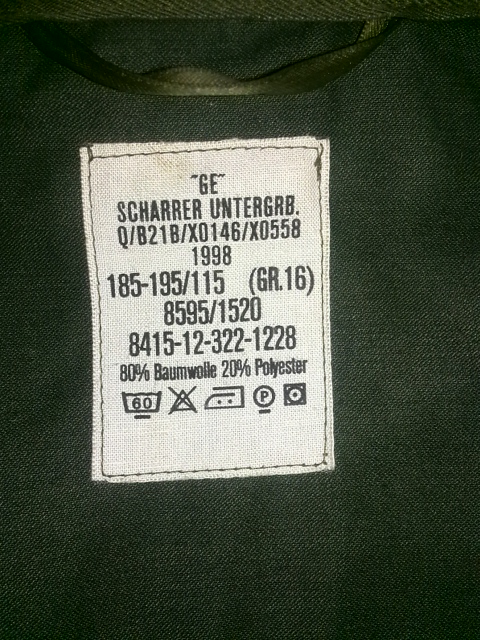 "GE"
SCHARRER UNTERGRB.
Q/B21B/X0146/X0558
1998
185-195/115 (GR.16)
8595/1520
8415-12-322-1228
80% Baumwolle 20% Polyester
60 P